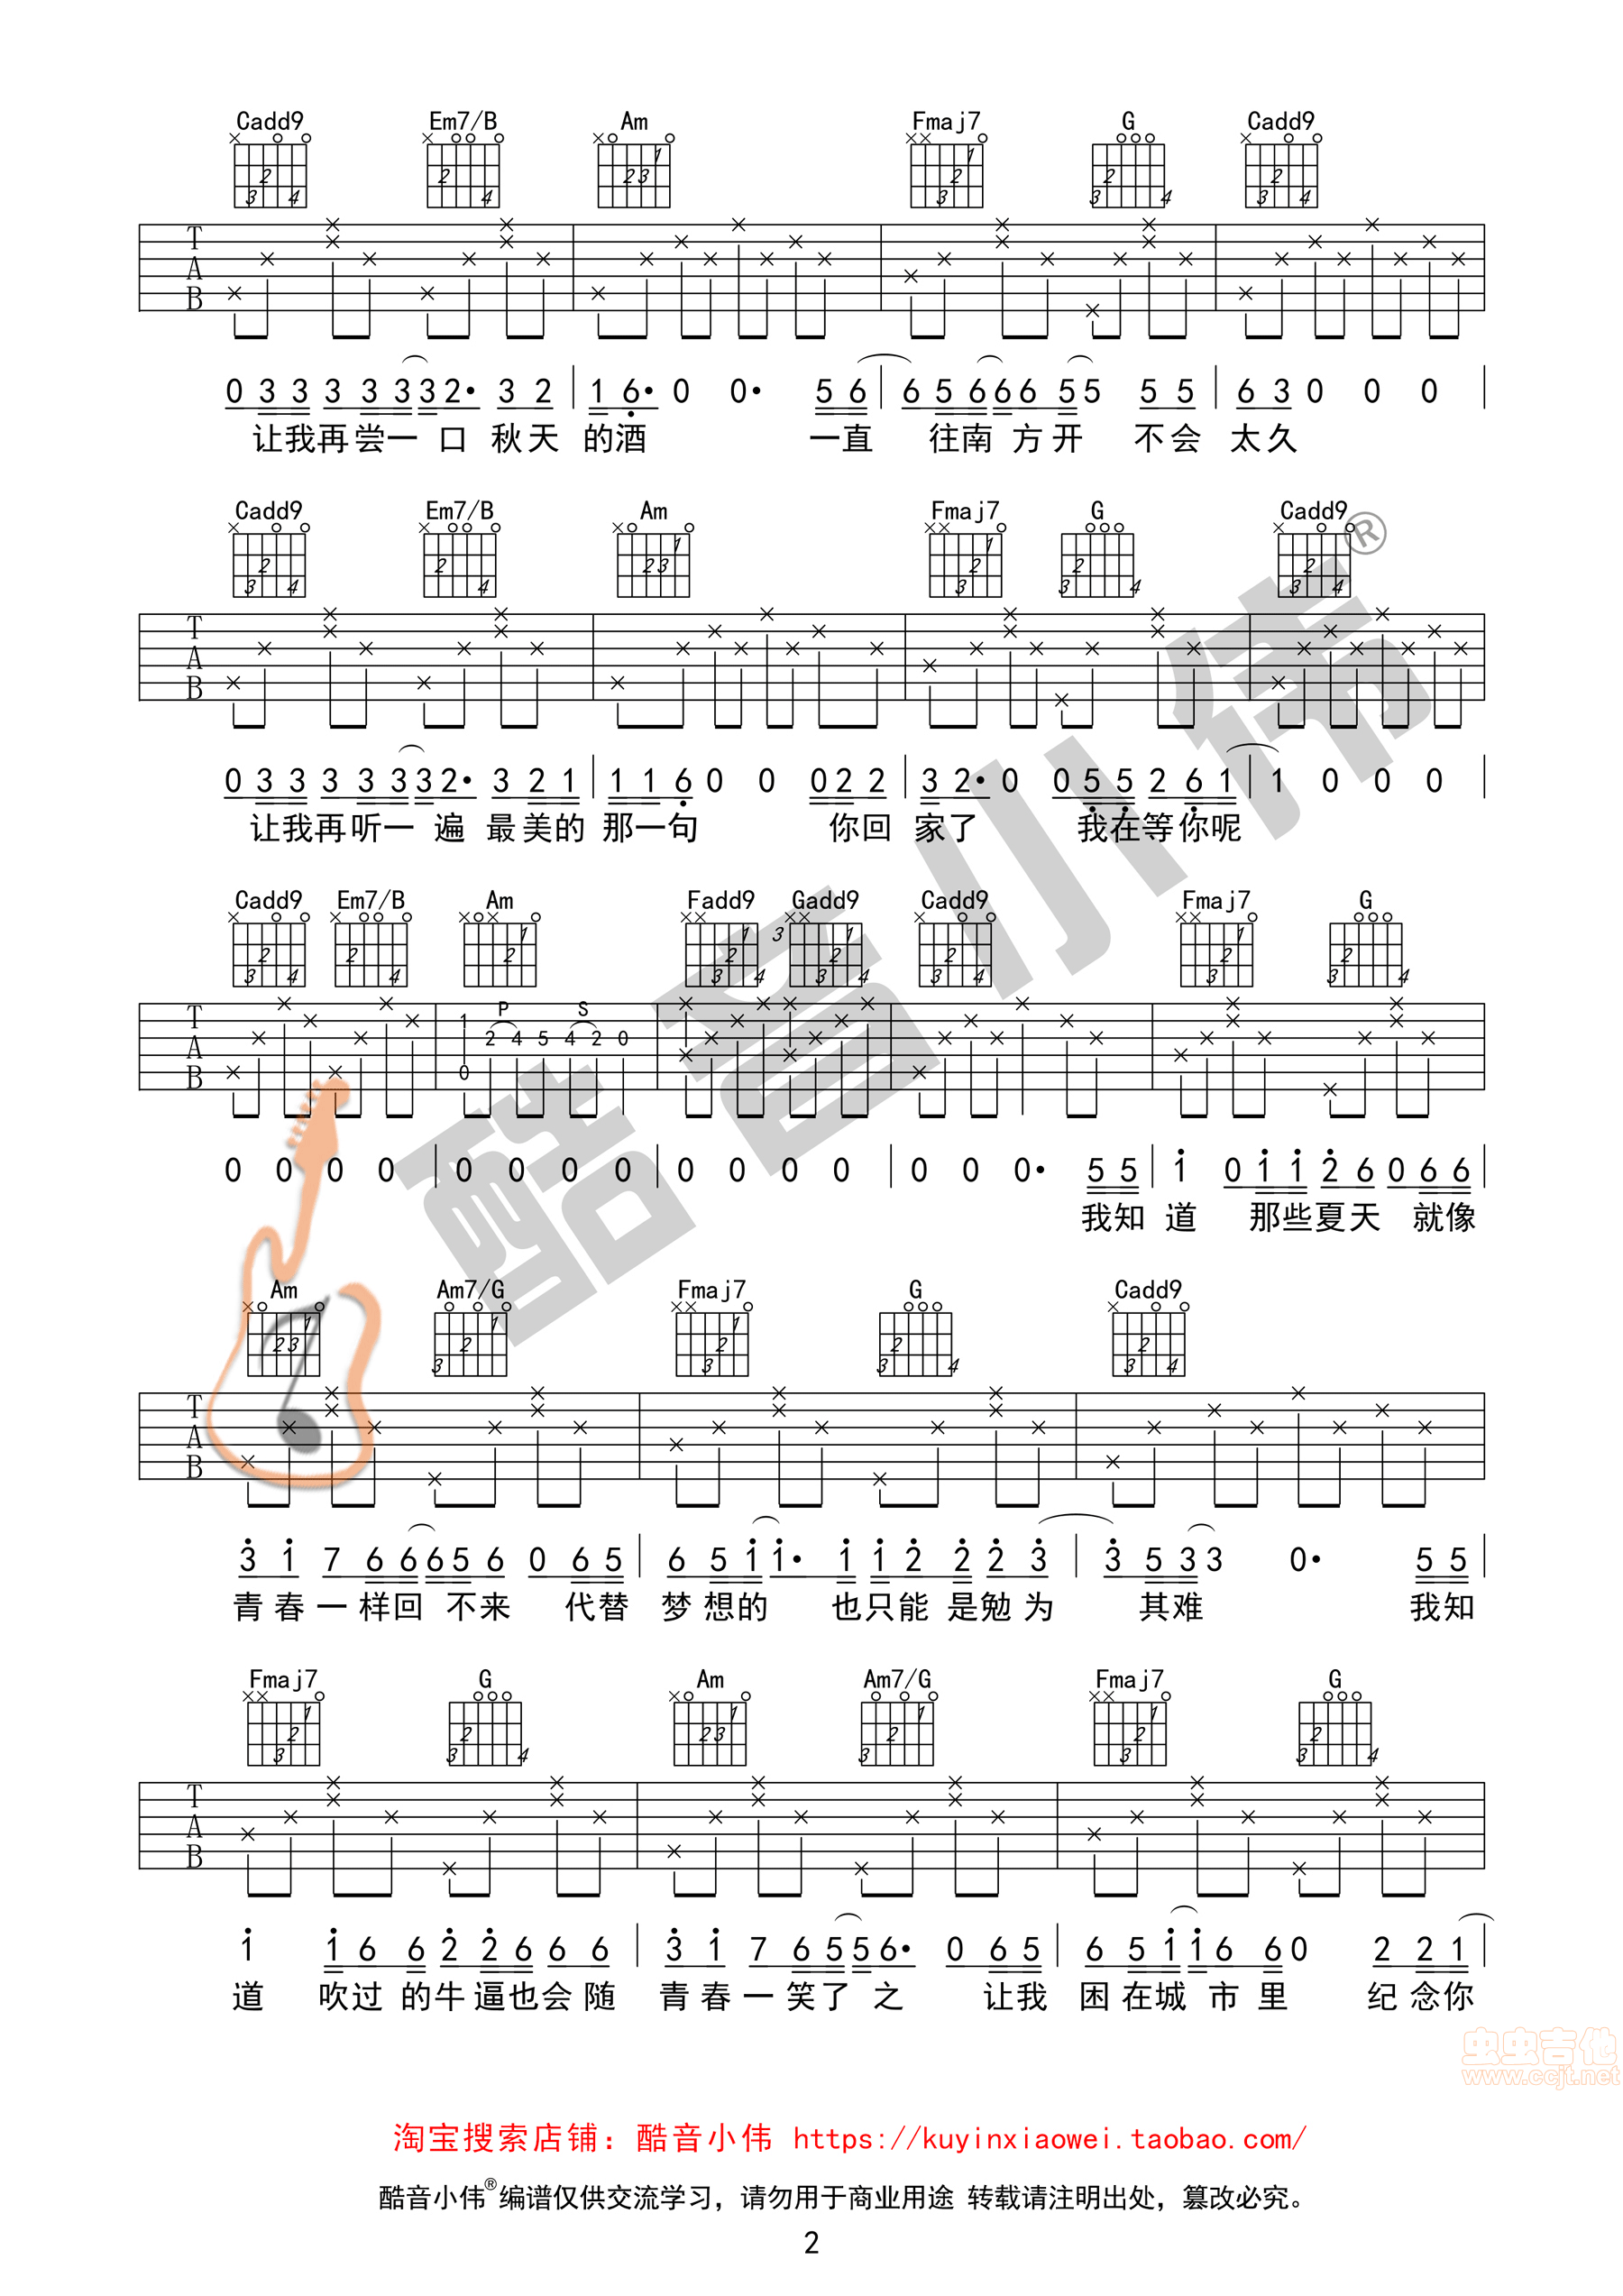 Cadd9 Em7/B Am Fmaj7 G Cadd9
T
A
B
0 3 3 3 3 3 3 2· 3 2 | 1 6· 0 0· 5 6 | 6 5 6 6 6 5 5 5 5 | 6 3 0 0 0 |
让我再尝一 口 秋天 的酒 一直 往南 方开 不会 太久
Cadd9 Em7/B Am Fmaj7 G Cadd9
T
A
B
0 3 3 3 3 3 3 2· 3 2 1 | 1 1 6 0 0 0 2 2 | 3 2· 0 0 5 5 2 6 1 | 1 0 0 0 |
让我再听一 遍 最美的 那一句 你回 家了 我在等你呢
Cadd9 Em7/B Am Fadd9 Gadd9 Cadd9 Fmaj7 G
3
P S
T
A
B
1 2 4 5 4 2 0
0
0 0 0 0 | 0 0 0 0 | 0 0 0 0 | 0 0 0· 5 5 | 1 0 1 1 2 6 0 6 6 |
我知 道 那些夏天 就像
Am Am7/G Fmaj7 G Cadd9
T
A
B
3 1 7 6 6 6 5 6 0 6 5 | 6 5 1 1· 1 1 2 2 2 3 | 3 5 3 3 0· 5 5 |
青春一样回 不来 代替 梦想的 也只能 是勉为 其难 我知
Fmaj7 G Am Am7/G Fmaj7 G
T
A
B
1 1 6 6 2 2 6 6 6 | 3 1 7 6 5 5 6· 0 6 5 | 6 5 1 1 6 6 0 2 2 1 |
道 吹过 的牛逼也会随 青春一笑了 之 让我 困在城 市里 纪念你
酷音小伟®
虫虫吉他
www.ccjt.net
淘宝搜索店铺：酷音小伟 https://kuyinxiaowei.taobao.com/
酷音小伟®编谱仅供交流学习，请勿用于商业用途 转载请注明出处，篡改必究。
2